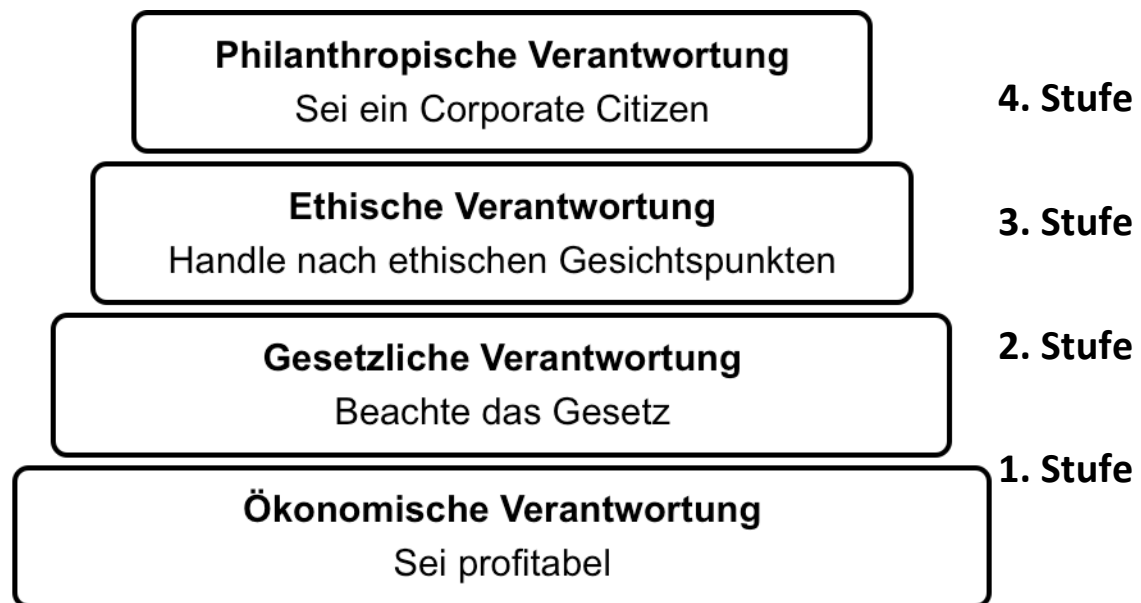 Philanthropische Verantwortung
Sei ein Corporate Citizen
4. Stufe
Ethische Verantwortung
Handle nach ethischen Gesichtspunkten
3. Stufe
Gesetzliche Verantwortung
Beachte das Gesetz
2. Stufe
Ökonomische Verantwortung
Sei profitabel
1. Stufe